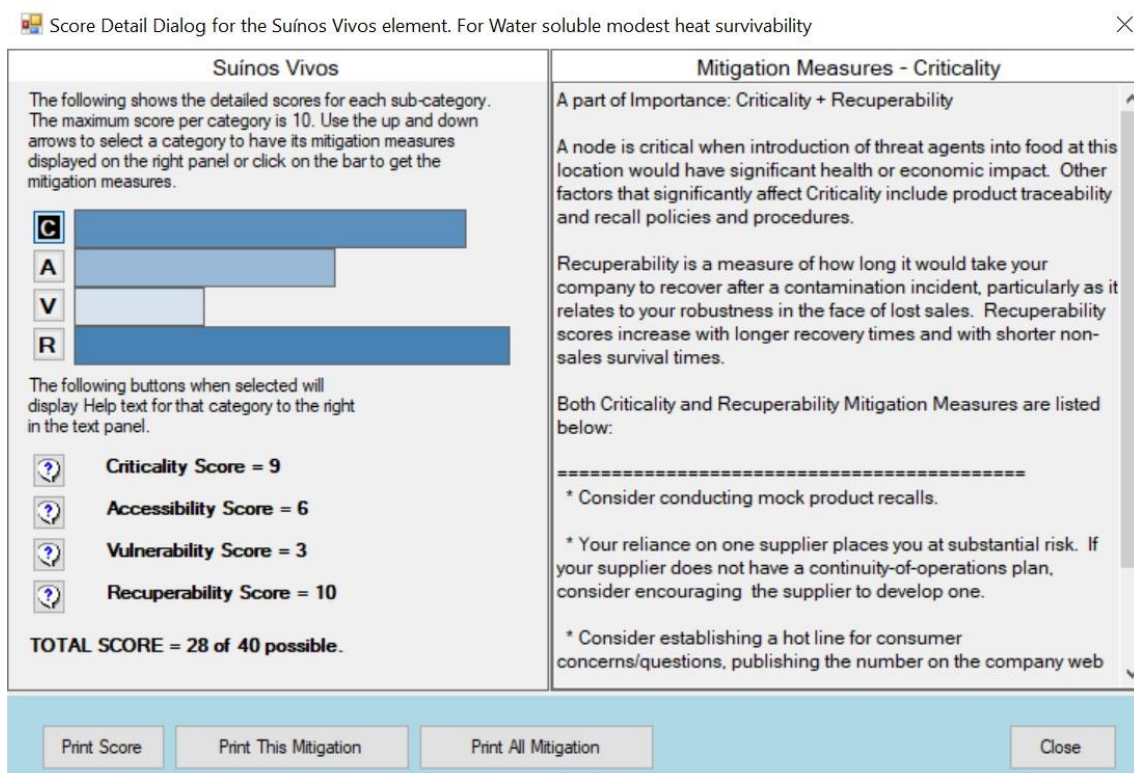 Score Detail Dialog for the Suínos Vivos element. For Water soluble modest heat survivability
Suínos Vivos
The following shows the detailed scores for each sub-category.
The maximum score per category is 10. Use the up and down
arrows to select a category to have its mitigation measures
displayed on the right panel or click on the bar to get the
mitigation measures.
C
A
V
R
The following buttons when selected will
display Help text for that category to the right
in the text panel.
? Criticality Score = 9
? Accessibility Score = 6
? Vulnerability Score = 3
? Recuperability Score = 10
TOTAL SCORE = 28 of 40 possible.
Mitigation Measures - Criticality
A part of Importance: Criticality + Recuperability
A node is critical when introduction of threat agents into food at this
location would have significant health or economic impact. Other
factors that significantly affect Criticality include product traceability
and recall policies and procedures.
Recuperability is a measure of how long it would take your
company to recover after a contamination incident, particularly as it
relates to your robustness in the face of lost sales. Recuperability
scores increase with longer recovery times and with shorter non-
sales survival times.
Both Criticality and Recuperability Mitigation Measures are listed
below:
===========================================
* Consider conducting mock product recalls.
* Your reliance on one supplier places you at substantial risk. If
your supplier does not have a continuity-of-operations plan,
consider encouraging the supplier to develop one.
* Consider establishing a hot line for consumer
concerns/questions, publishing the number on the company web
Print Score
Print This Mitigation
Print All Mitigation
Close